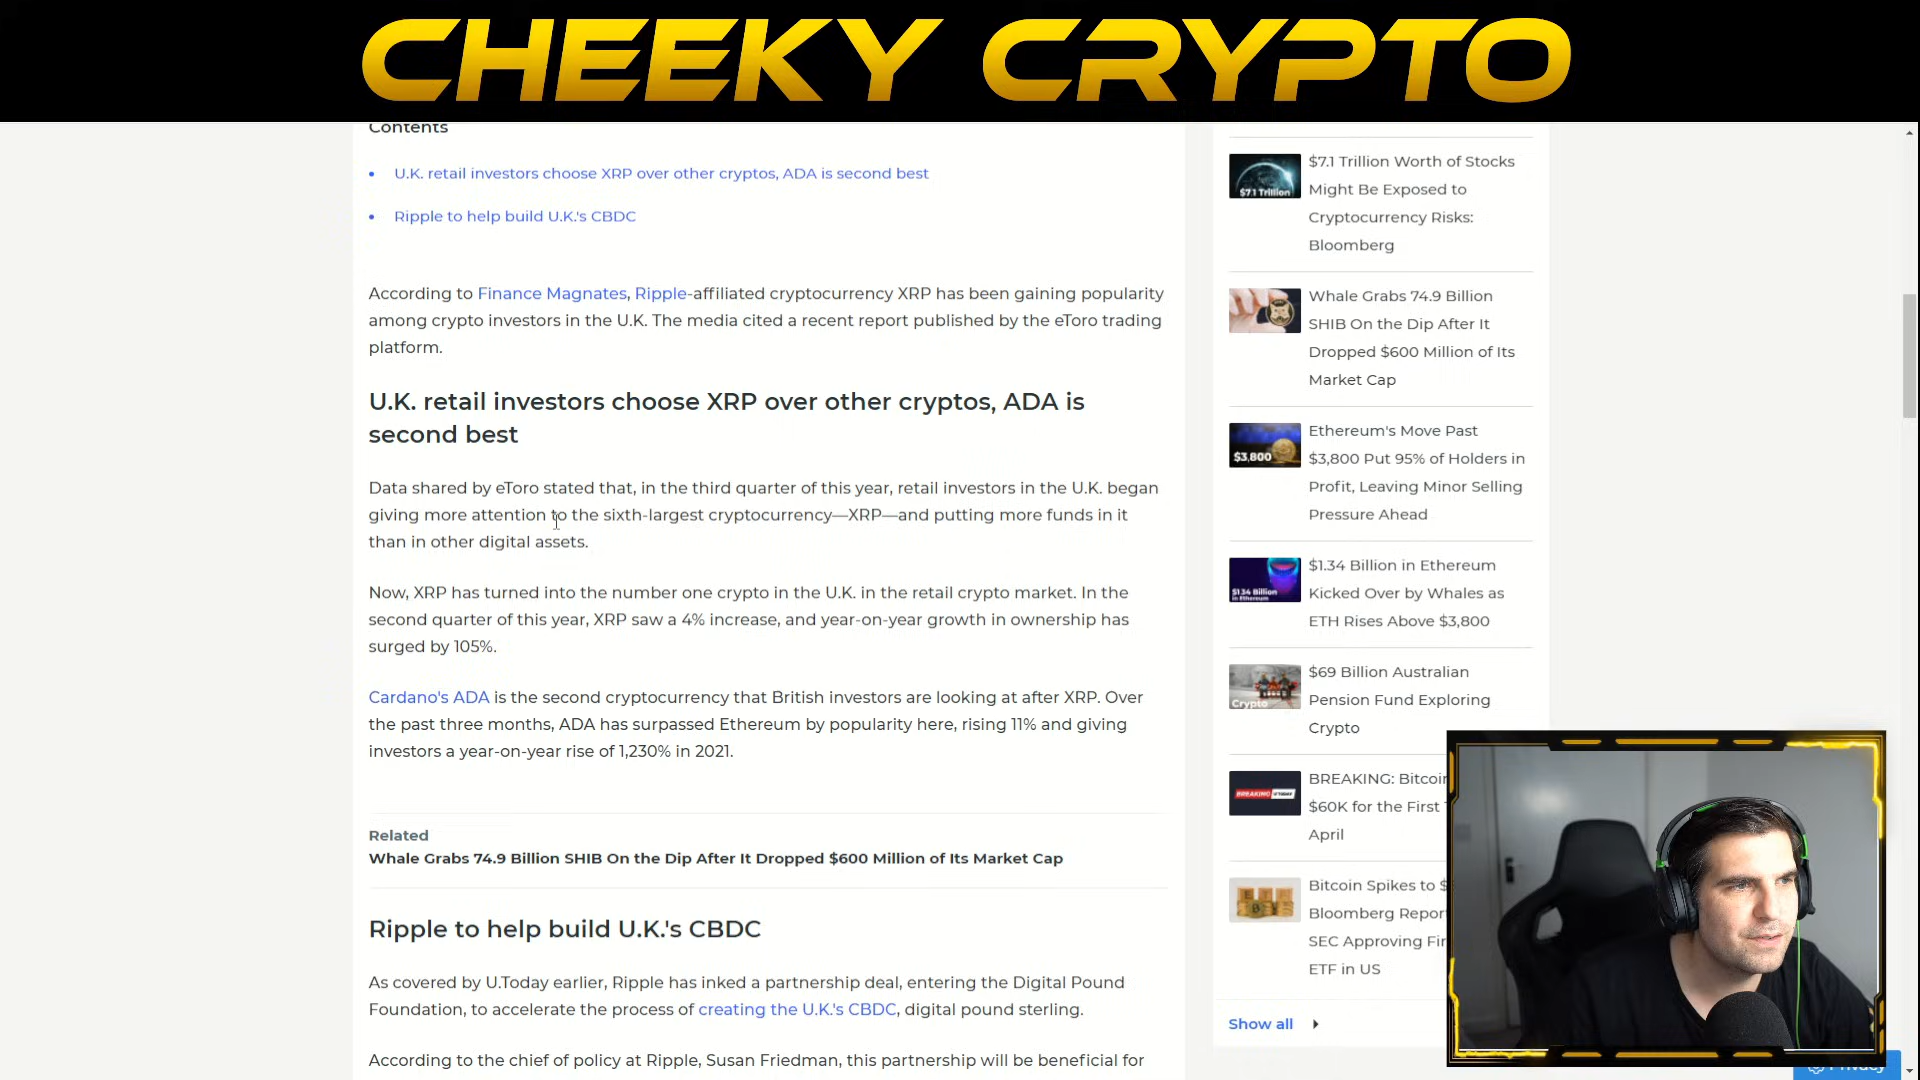 CHEEKY CRYPTO
Contents
U.K. retail investors choose XRP over other cryptos, ADA is second best
Ripple to help build U.K.'s CBDC
According to Finance Magnates, Ripple-affiliated cryptocurrency XRP has been gaining popularity
among crypto investors in the U.K. The media cited a recent report published by the eToro trading
platform.
U.K. retail investors choose XRP over other cryptos, ADA is
second best
Data shared by eToro stated that, in the third quarter of this year, retail investors in the U.K. began
giving more attention to the sixth-largest cryptocurrency—XRP—and putting more funds in it
than in other digital assets.
Now, XRP has turned into the number one crypto in the U.K. in the retail crypto market. In the
second quarter of this year, XRP saw a 4% increase, and year-on-year growth in ownership has
surged by 105%.
Cardano's ADA is the second cryptocurrency that British investors are looking at after XRP. Over
the past three months, ADA has surpassed Ethereum by popularity here, rising 11% and giving
investors a year-on-year rise of 1,230% in 2021.
Related
Whale Grabs 74.9 Billion SHIB On the Dip After It Dropped $600 Million of Its Market Cap
Ripple to help build U.K.'s CBDC
As covered by U.Today earlier, Ripple has inked a partnership deal, entering the Digital Pound
Foundation, to accelerate the process of creating the U.K.'s CBDC, digital pound sterling.
According to the chief of policy at Ripple, Susan Friedman, this partnership will be beneficial for
$7.1 Trillion
$7.1 Trillion Worth of Stocks
Might Be Exposed to
Cryptocurrency Risks:
Bloomberg
Whale Grabs 74.9 Billion
SHIB On the Dip After It
Dropped $600 Million of Its
Market Cap
$3,800
Ethereum's Move Past
$3,800 Put 95% of Holders in
Profit, Leaving Minor Selling
Pressure Ahead
$1.34 Billion
in Ethereum
$1.34 Billion in Ethereum
Kicked Over by Whales as
ETH Rises Above $3,800
Crypto
$69 Billion Australian
Pension Fund Exploring
Crypto
BREAKING
BREAKING: Bitcoin
$60K for the First
April
Bitcoin Spikes to $
Bloomberg Repor
SEC Approving Fir
ETF in US
Show all
Privacy